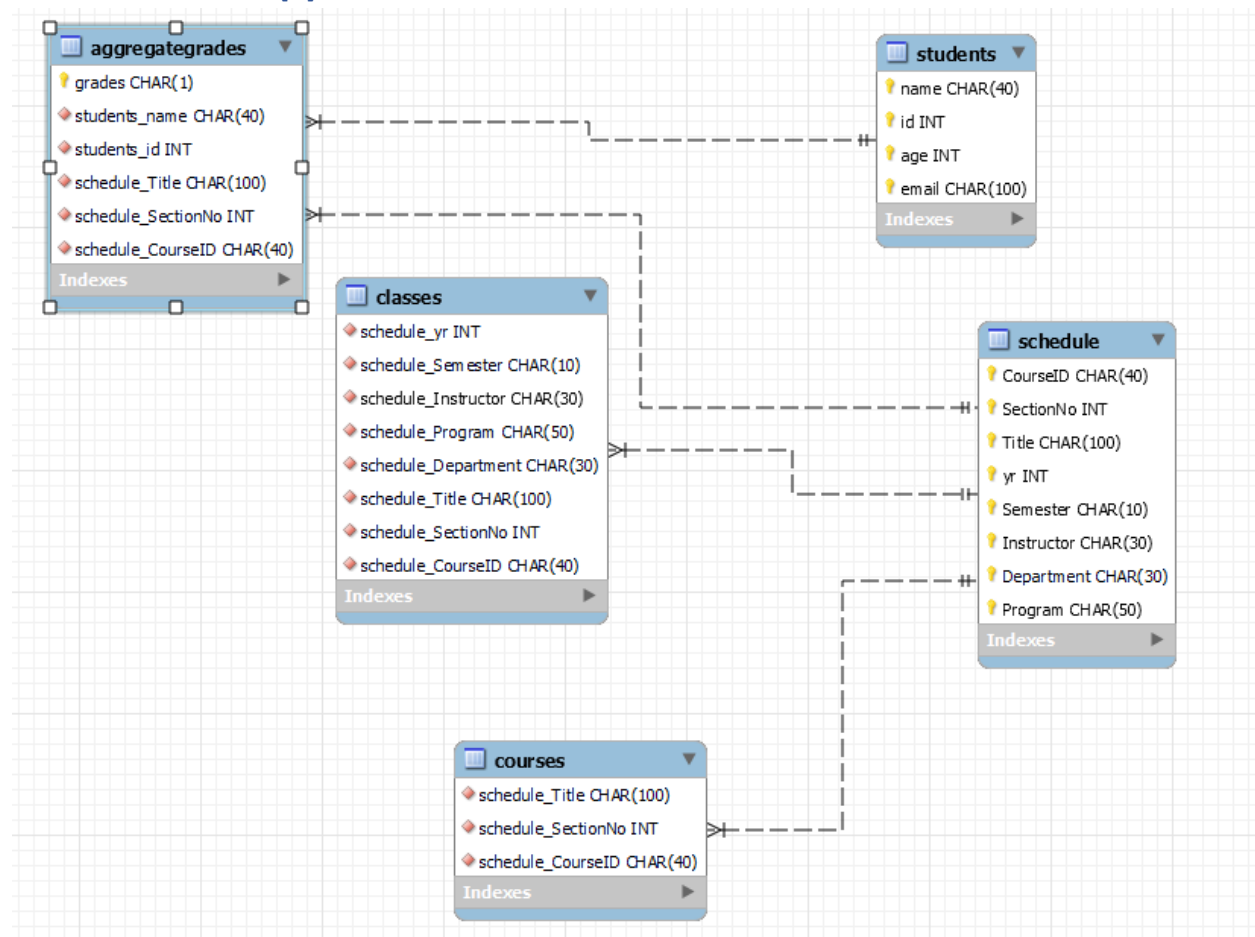 aggregategrades
grades CHAR(1)
students_name CHAR(40)
students_id INT
schedule_Title CHAR(100)
schedule_SectionNo INT
schedule_CourseID CHAR(40)
Indexes
students
name CHAR(40)
id INT
age INT
email CHAR(100)
Indexes
classes
schedule_yr INT
schedule_Semester CHAR(10)
schedule_Instructor CHAR(30)
schedule_Program CHAR(50)
schedule_Department CHAR(30)
schedule_Title CHAR(100)
schedule_SectionNo INT
schedule_CourseID CHAR(40)
Indexes
schedule
CourseID CHAR(40)
SectionNo INT
Title CHAR(100)
yr INT
Semester CHAR(10)
Instructor CHAR(30)
Department CHAR(30)
Program CHAR(50)
Indexes
courses
schedule_Title CHAR(100)
schedule_SectionNo INT
schedule_CourseID CHAR(40)
Indexes